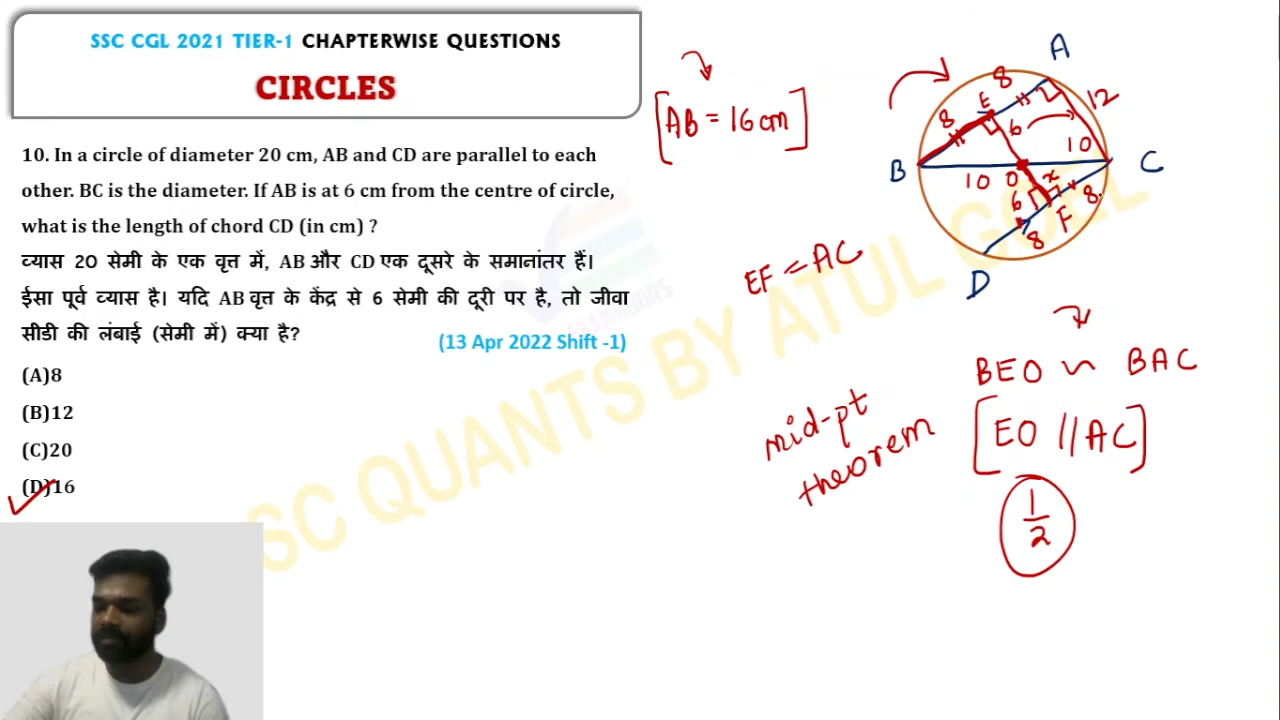 SSC CGL 2021 TIER-1 CHAPTERWISE QUESTIONS
CIRCLES
10. In a circle of diameter 20 cm, AB and CD are parallel to each
other. BC is the diameter. If AB is at 6 cm from the centre of circle,
what is the length of chord CD (in cm) ?
व्यास 20 सेमी के एक वृत्त में, AB और CD एक दूसरे के समानांतर हैं।
ईसा पूर्व व्यास है। यदि AB वृत्त के केंद्र से 6 सेमी की दूरी पर है, तो जीवा
सीडी की लंबाई (सेमी में) क्या है?
(13 Apr 2022 Shift -1)
(A)8
(B)12
(C)20
(D)16
[AB = 16 cm]
A
8
12
E
8
6
10
B
C
10
O
x
6
8
F
8
D
EF = AC
BEO ~ BAC
mid-pt
theorem
[EO || AC]
1
2
SSC QUANTS BY ATUL GOEL